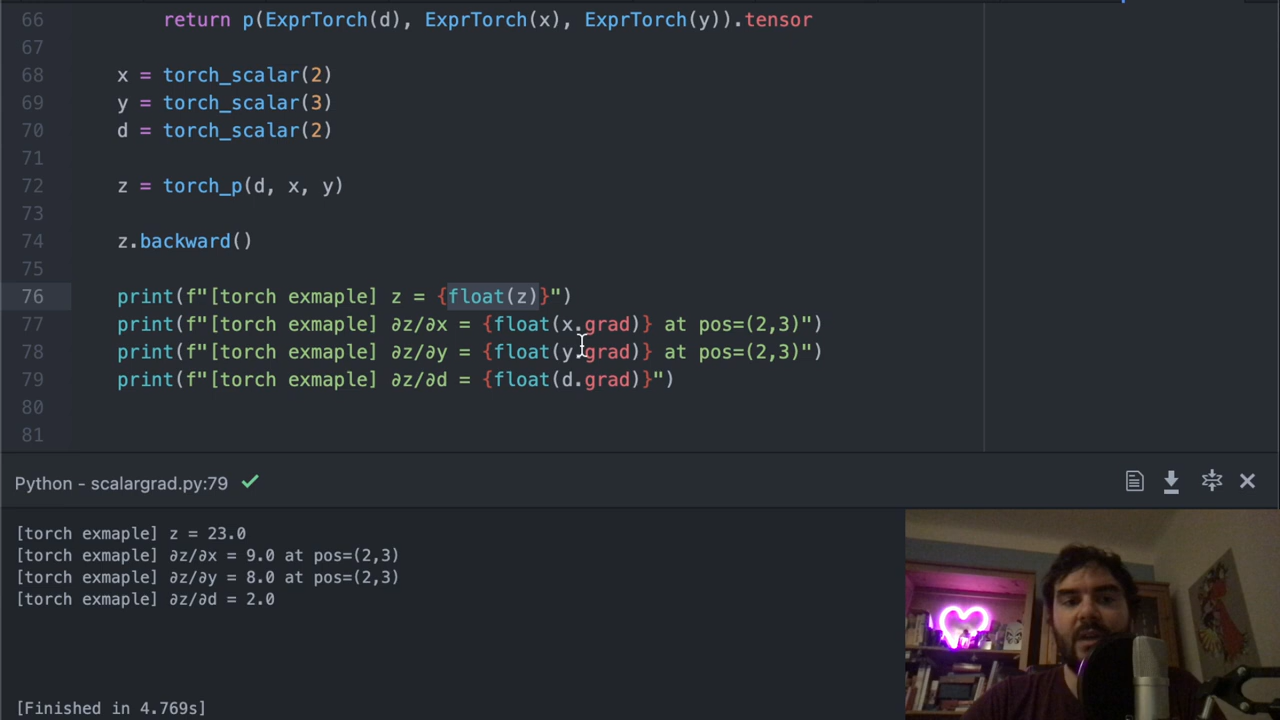 66 return p(ExprTorch(d), ExprTorch(x), ExprTorch(y)).tensor
67
68 x = torch_scalar(2)
69 y = torch_scalar(3)
70 d = torch_scalar(2)
71
72 z = torch_p(d, x, y)
73
74 z.backward()
75
76 print(f"[torch exmaple] z = {float(z)}")
77 print(f"[torch exmaple] ∂z/∂x = {float(x.grad)} at pos=(2,3)")
78 print(f"[torch exmaple] ∂z/∂y = {float(y.grad)} at pos=(2,3)")
79 print(f"[torch exmaple] ∂z/∂d = {float(d.grad)}")
80
81
Python - scalargrad.py:79
[torch exmaple] z = 23.0
[torch exmaple] ∂z/∂x = 9.0 at pos=(2,3)
[torch exmaple] ∂z/∂y = 8.0 at pos=(2,3)
[torch exmaple] ∂z/∂d = 2.0
[Finished in 4.769s]